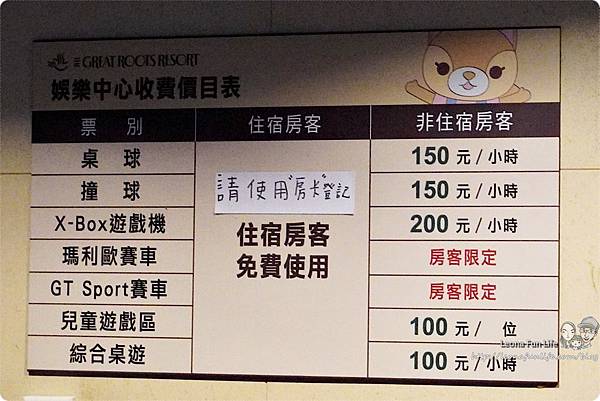 THE GREAT ROOTS RESORT
娛樂中心收費價目表
票 別 住宿房客 非住宿房客
桌 球 150 元 / 小時
撞 球 150 元 / 小時
請使用"房卡"登記
X-Box遊戲機 200 元 / 小時
住宿房客
免費使用
瑪利歐賽車 房客限定
GT Sport賽車 房客限定
兒童遊戲區 100 元 / 位
綜合桌遊 100 元 / 小時
Leona Fun Life